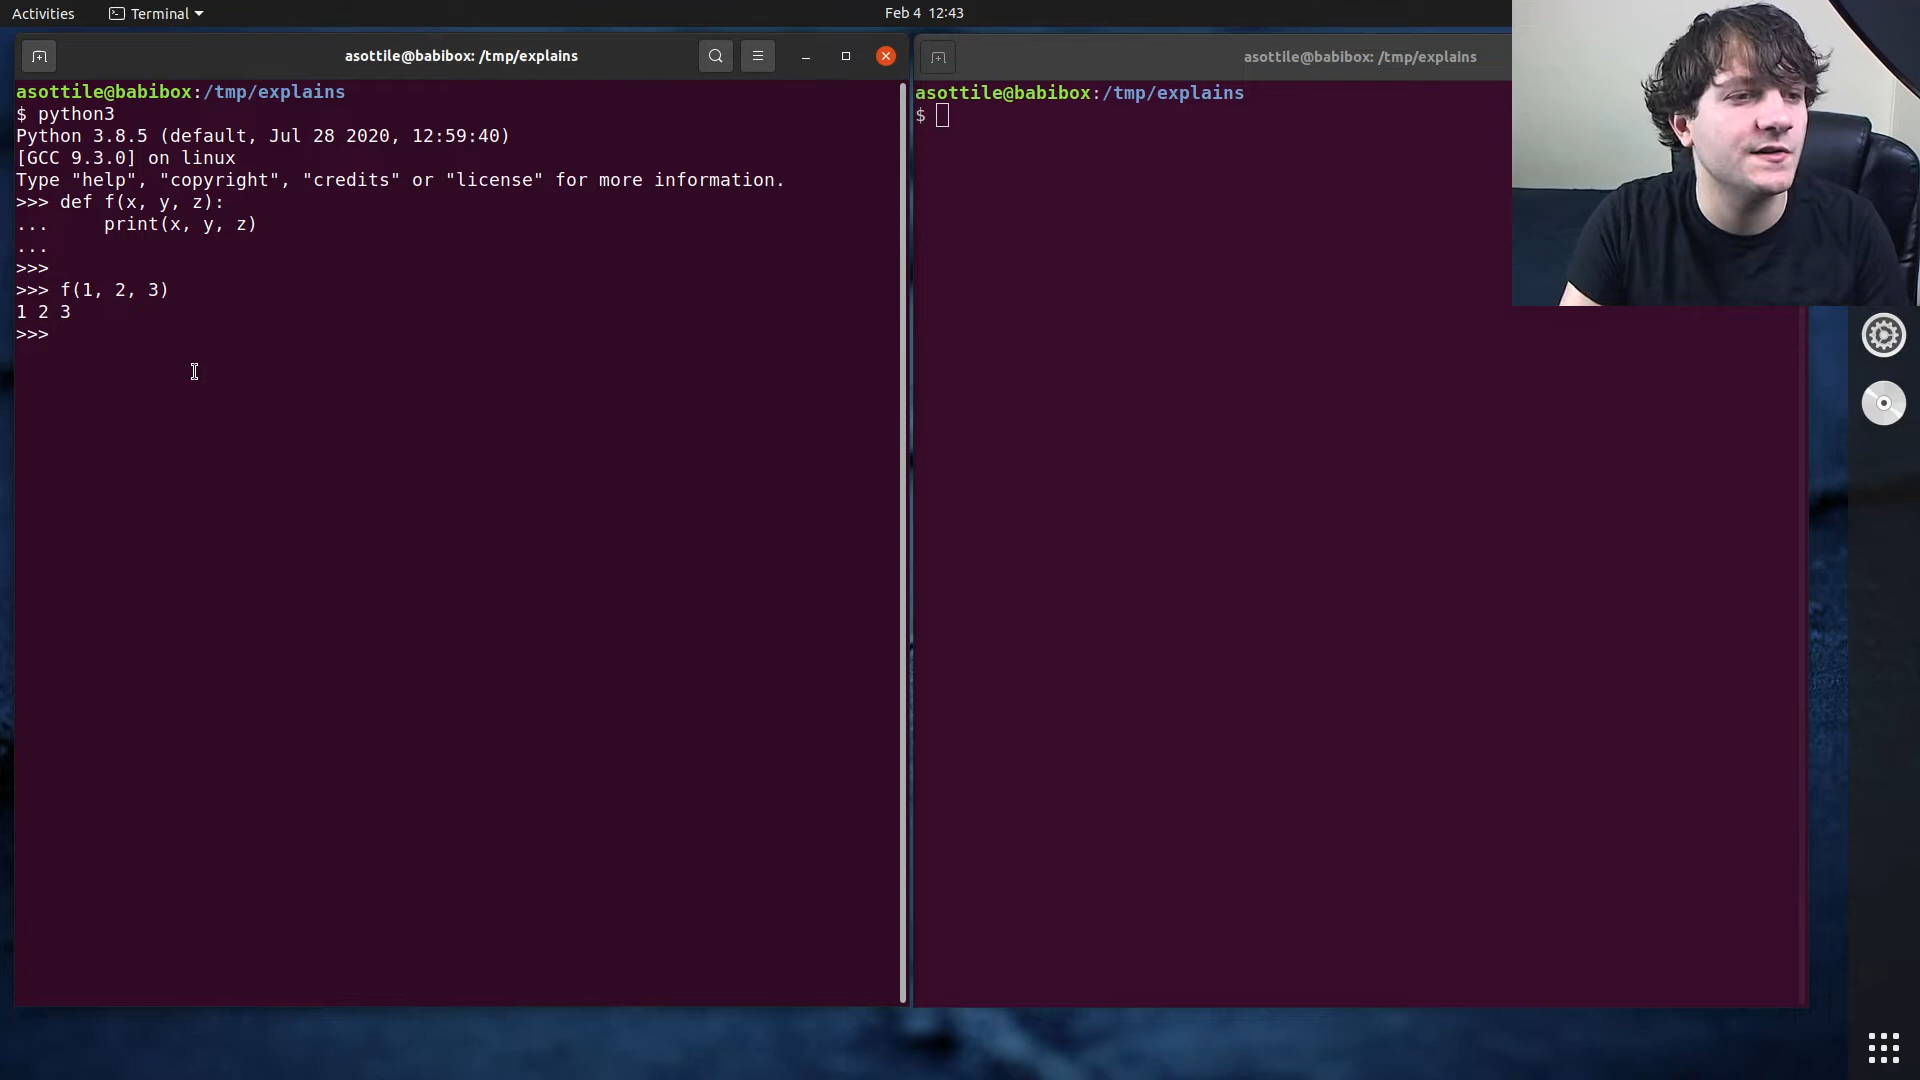 Activities
Terminal
Feb 4 12:43
asottile@babibox: /tmp/explains
asottile@babibox:/tmp/explains
$ python3
Python 3.8.5 (default, Jul 28 2020, 12:59:40)
[GCC 9.3.0] on linux
Type "help", "copyright", "credits" or "license" for more information.
>>> def f(x, y, z):
...     print(x, y, z)
...
>>>
>>> f(1, 2, 3)
1 2 3
>>>
asottile@babibox: /tmp/explains
asottile@babibox:/tmp/explains
$